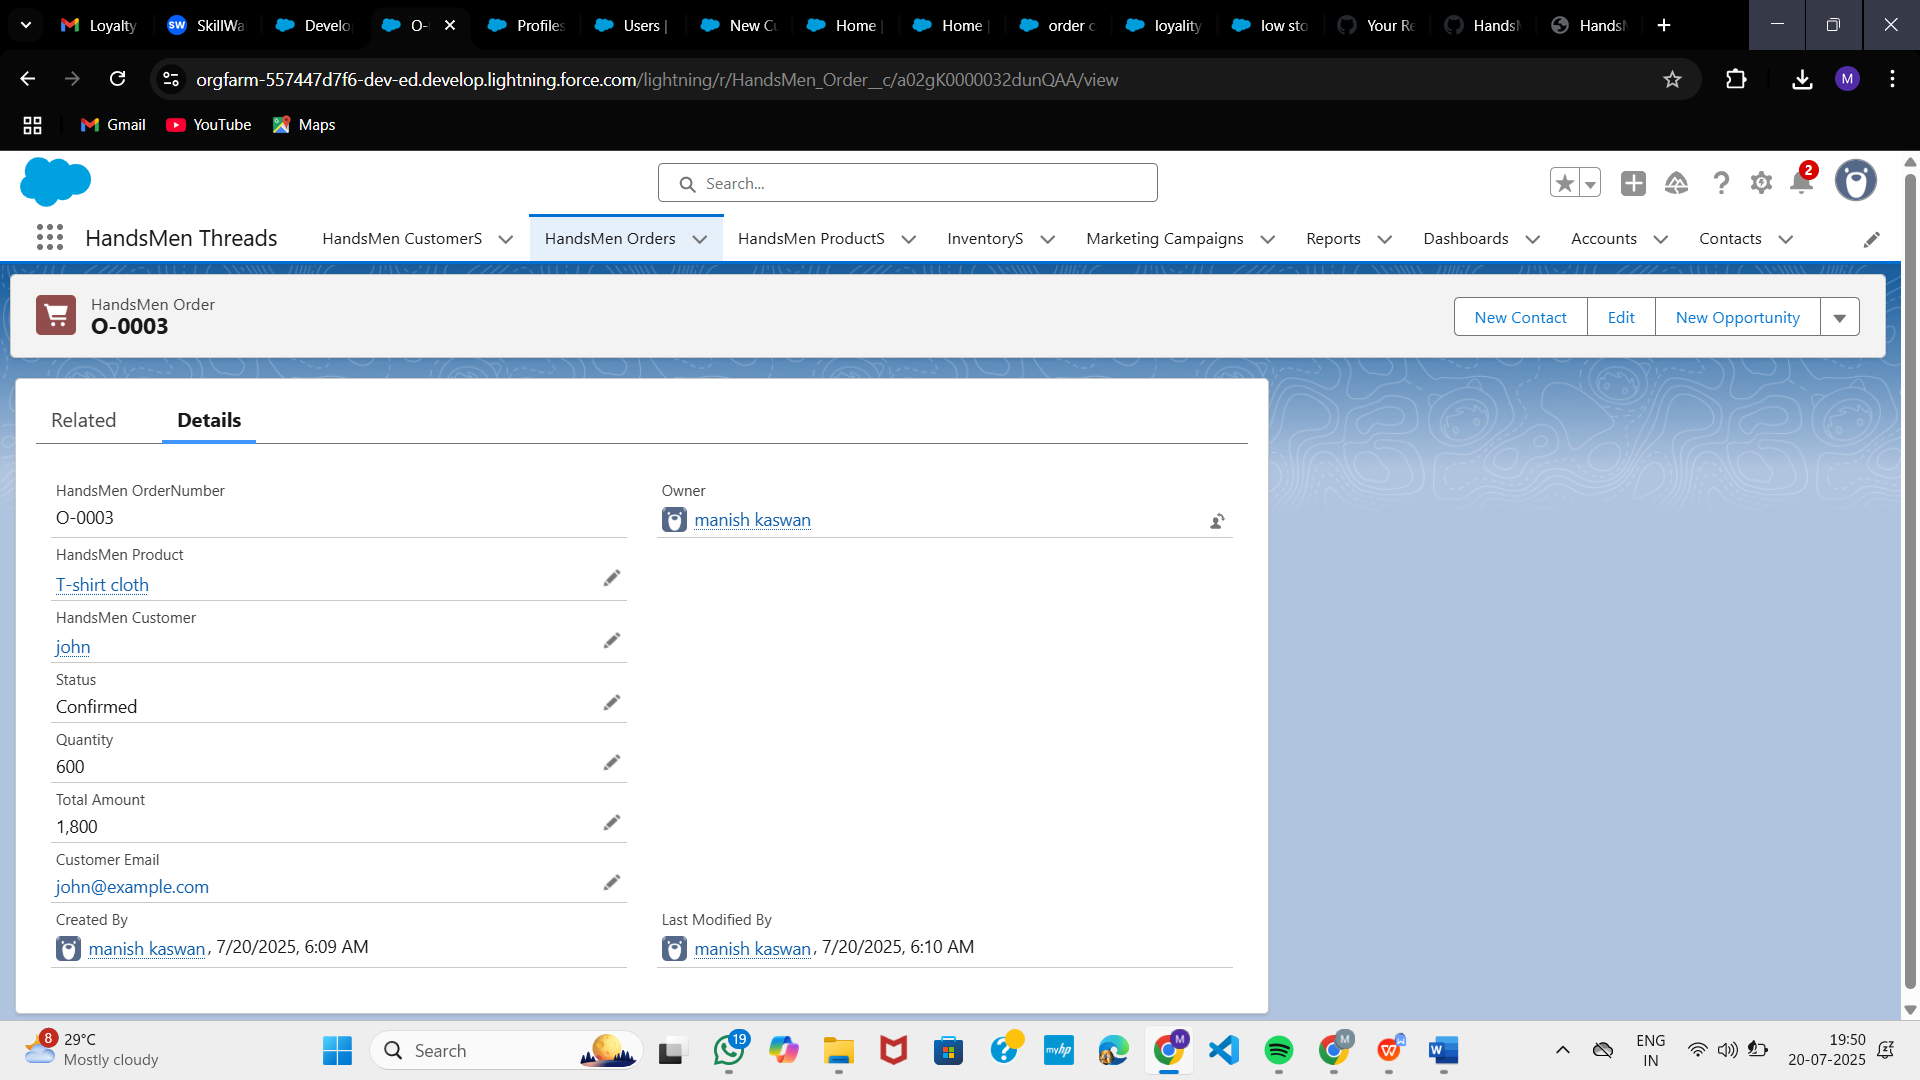 Loyalty
SkillWa
Develo
O-
Profiles
Users |
New Cu
Home |
Home |
order c
loyality
low sto
Your Re
HandsM
HandsM
orgfarm-557447d7f6-dev-ed.develop.lightning.force.com/lightning/r/HandsMen_Order__c/a02gK0000032dunQAA/view
M
Gmail
YouTube
Maps
Search...
2
HandsMen Threads
HandsMen CustomerS
HandsMen Orders
HandsMen ProductS
InventoryS
Marketing Campaigns
Reports
Dashboards
Accounts
Contacts
HandsMen Order
O-0003
New Contact
Edit
New Opportunity
Related
Details
HandsMen OrderNumber
O-0003
Owner
manish kaswan
HandsMen Product
T-shirt cloth
HandsMen Customer
john
Status
Confirmed
Quantity
600
Total Amount
1,800
Customer Email
john@example.com
Created By
manish kaswan, 7/20/2025, 6:09 AM
Last Modified By
manish kaswan, 7/20/2025, 6:10 AM
8
29°C
Mostly cloudy
Search
19
myhp
M
M
W
W
ENG
IN
19:50
20-07-2025